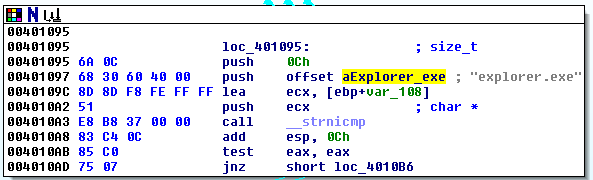 00401095
00401095 loc_401095: ; size_t
00401095 6A 0C push 0Ch
00401097 68 30 60 40 00 push offset aExplorer_exe ; "explorer.exe"
0040109C 8D 8D F8 FE FF FF lea ecx, [ebp+var_108]
004010A2 51 push ecx ; char *
004010A3 E8 B8 37 00 00 call __strnicmp
004010A8 83 C4 0C add esp, 0Ch
004010AB 85 C0 test eax, eax
004010AD 75 07 jnz short loc_4010B6